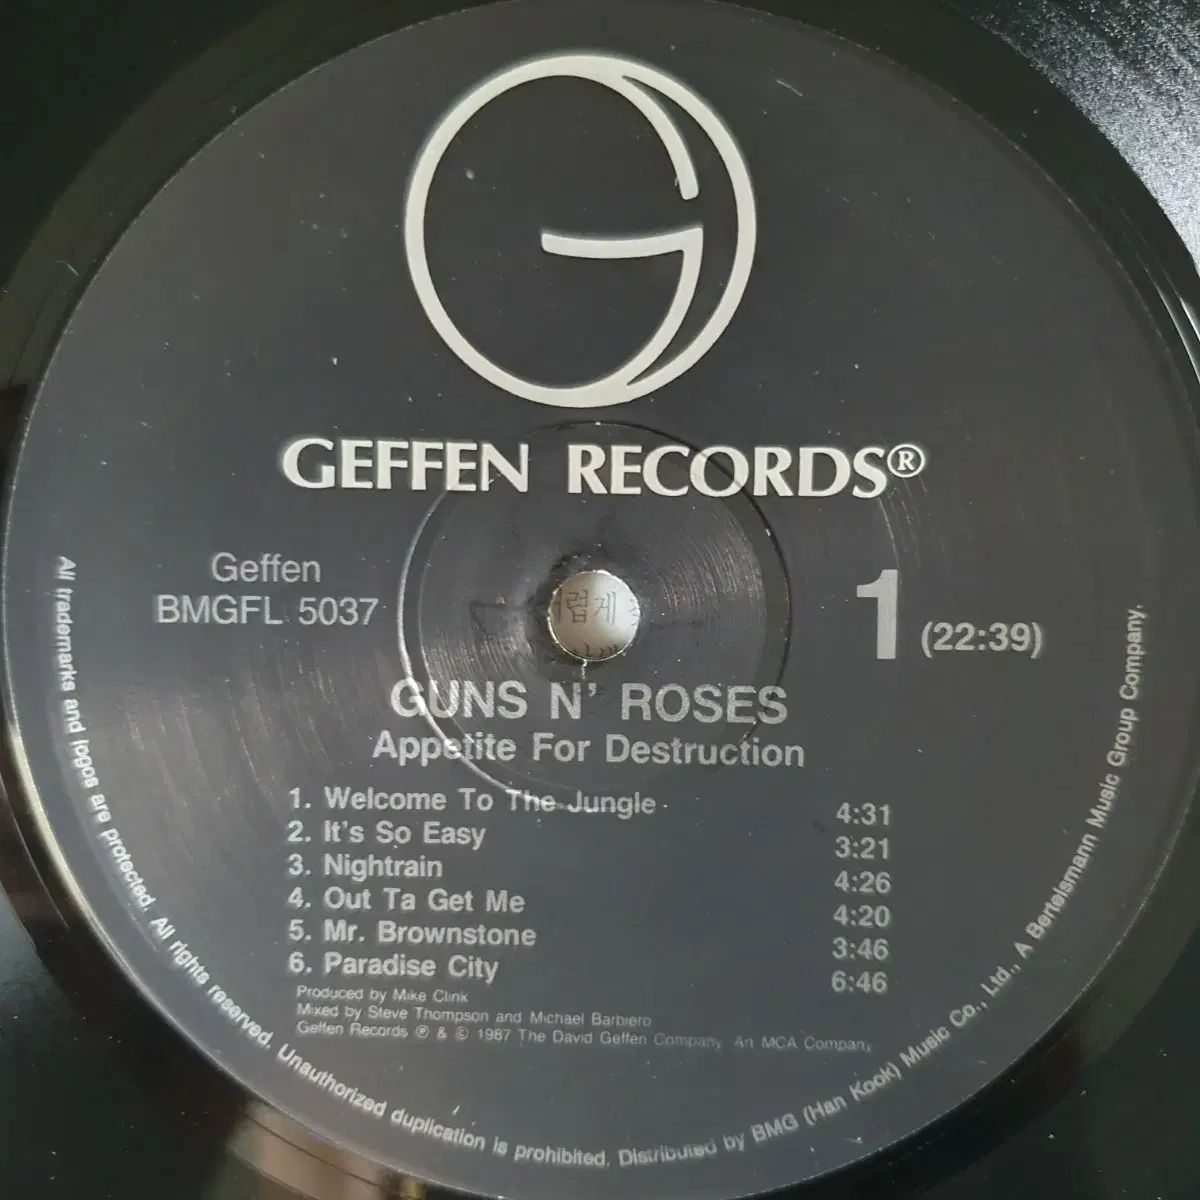 GEFFEN RECORDS®
Geffen
BMGFL 5037
1 (22:39)
럽게
GUNS N' ROSES
Appetite For Destruction
1. Welcome To The Jungle 4:31
2. It's So Easy 3:21
3. Nightrain 4:26
4. Out Ta Get Me 4:20
5. Mr. Brownstone 3:46
6. Paradise City 6:46
Produced by Mike Clink
Mixed by Steve Thompson and Michael Barbiero
Geffen Records ℗ & © 1987 The David Geffen Company. An MCA Company
All trademarks and logos are protected. All rights reserved. Unauthorized duplication is prohibited. Distributed by BMG (Han Kook) Music Co., Ltd., A Bertelsmann Music Group Company.